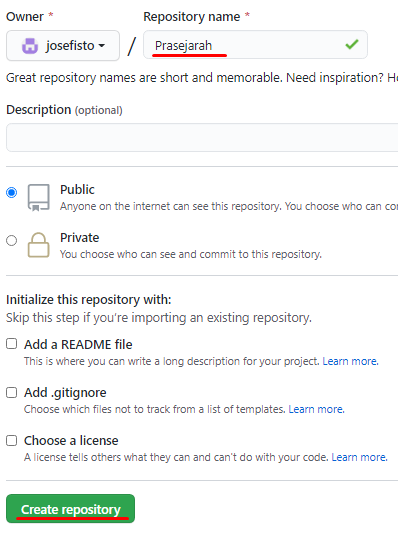 Owner * Repository name *
josefisto / Prasejarah
Great repository names are short and memorable. Need inspiration?
Description (optional)
Public
Anyone on the internet can see this repository. You choose who can
Private
You choose who can see and commit to this repository.
Initialize this repository with:
Skip this step if you're importing an existing repository.
Add a README file
This is where you can write a long description for your project. Learn more.
Add .gitignore
Choose which files not to track from a list of templates. Learn more.
Choose a license
A license tells others what they can and can't do with your code. Learn more.
Create repository